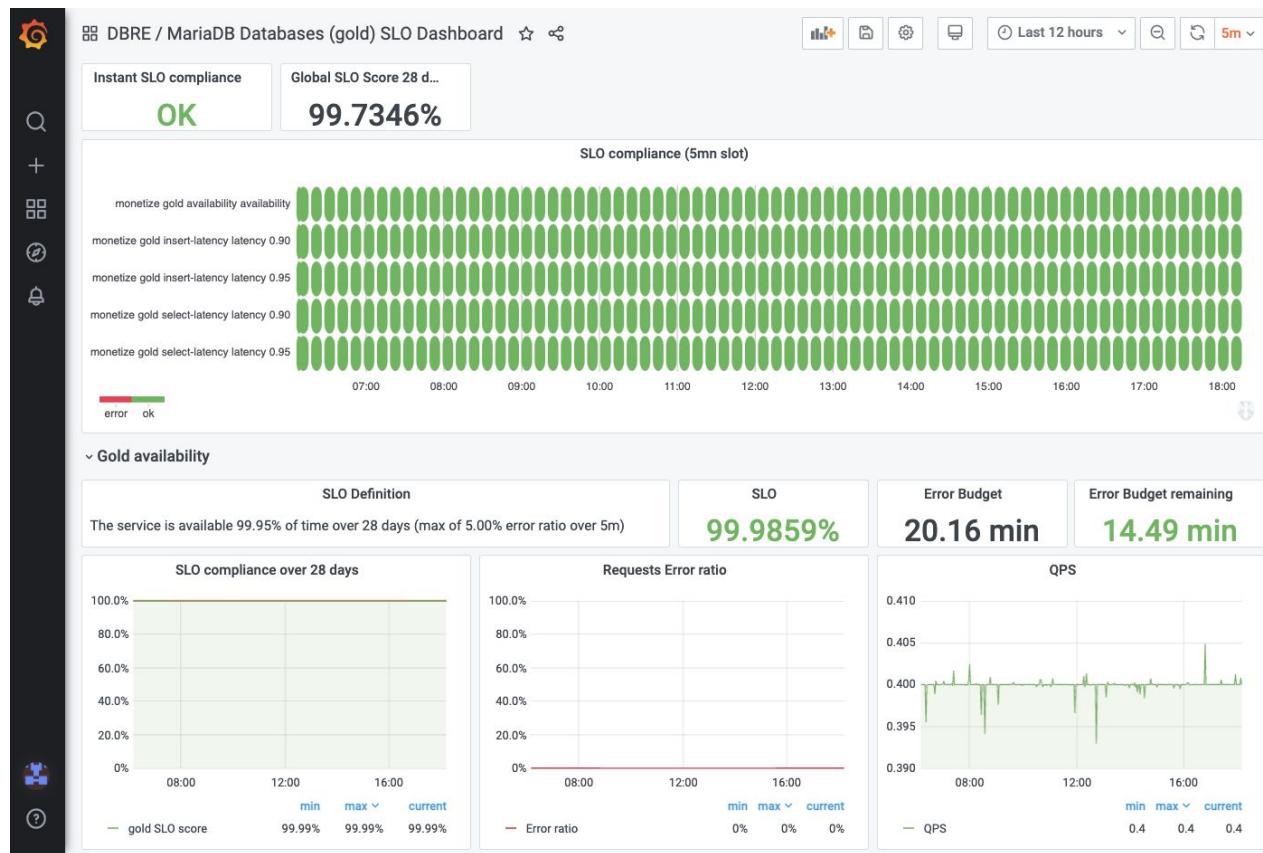 DBRE / MariaDB Databases (gold) SLO Dashboard
Last 12 hours
5m
Instant SLO compliance
OK
Global SLO Score 28 d...
99.7346%
SLO compliance (5mn slot)
monetize gold availability availability
monetize gold insert-latency latency 0.90
monetize gold insert-latency latency 0.95
monetize gold select-latency latency 0.90
monetize gold select-latency latency 0.95
07:00 08:00 09:00 10:00 11:00 12:00 13:00 14:00 15:00 16:00 17:00 18:00
error ok
Gold availability
SLO Definition
The service is available 99.95% of time over 28 days (max of 5.00% error ratio over 5m)
SLO
99.9859%
Error Budget
20.16 min
Error Budget remaining
14.49 min
SLO compliance over 28 days
100.0%
80.0%
60.0%
40.0%
20.0%
0%
08:00 12:00 16:00
min max current
gold SLO score 99.99% 99.99% 99.99%
Requests Error ratio
100.0%
80.0%
60.0%
40.0%
20.0%
0%
08:00 12:00 16:00
min max current
Error ratio 0% 0% 0%
QPS
0.410
0.405
0.400
0.395
0.390
08:00 12:00 16:00
min max current
QPS 0.4 0.4 0.4